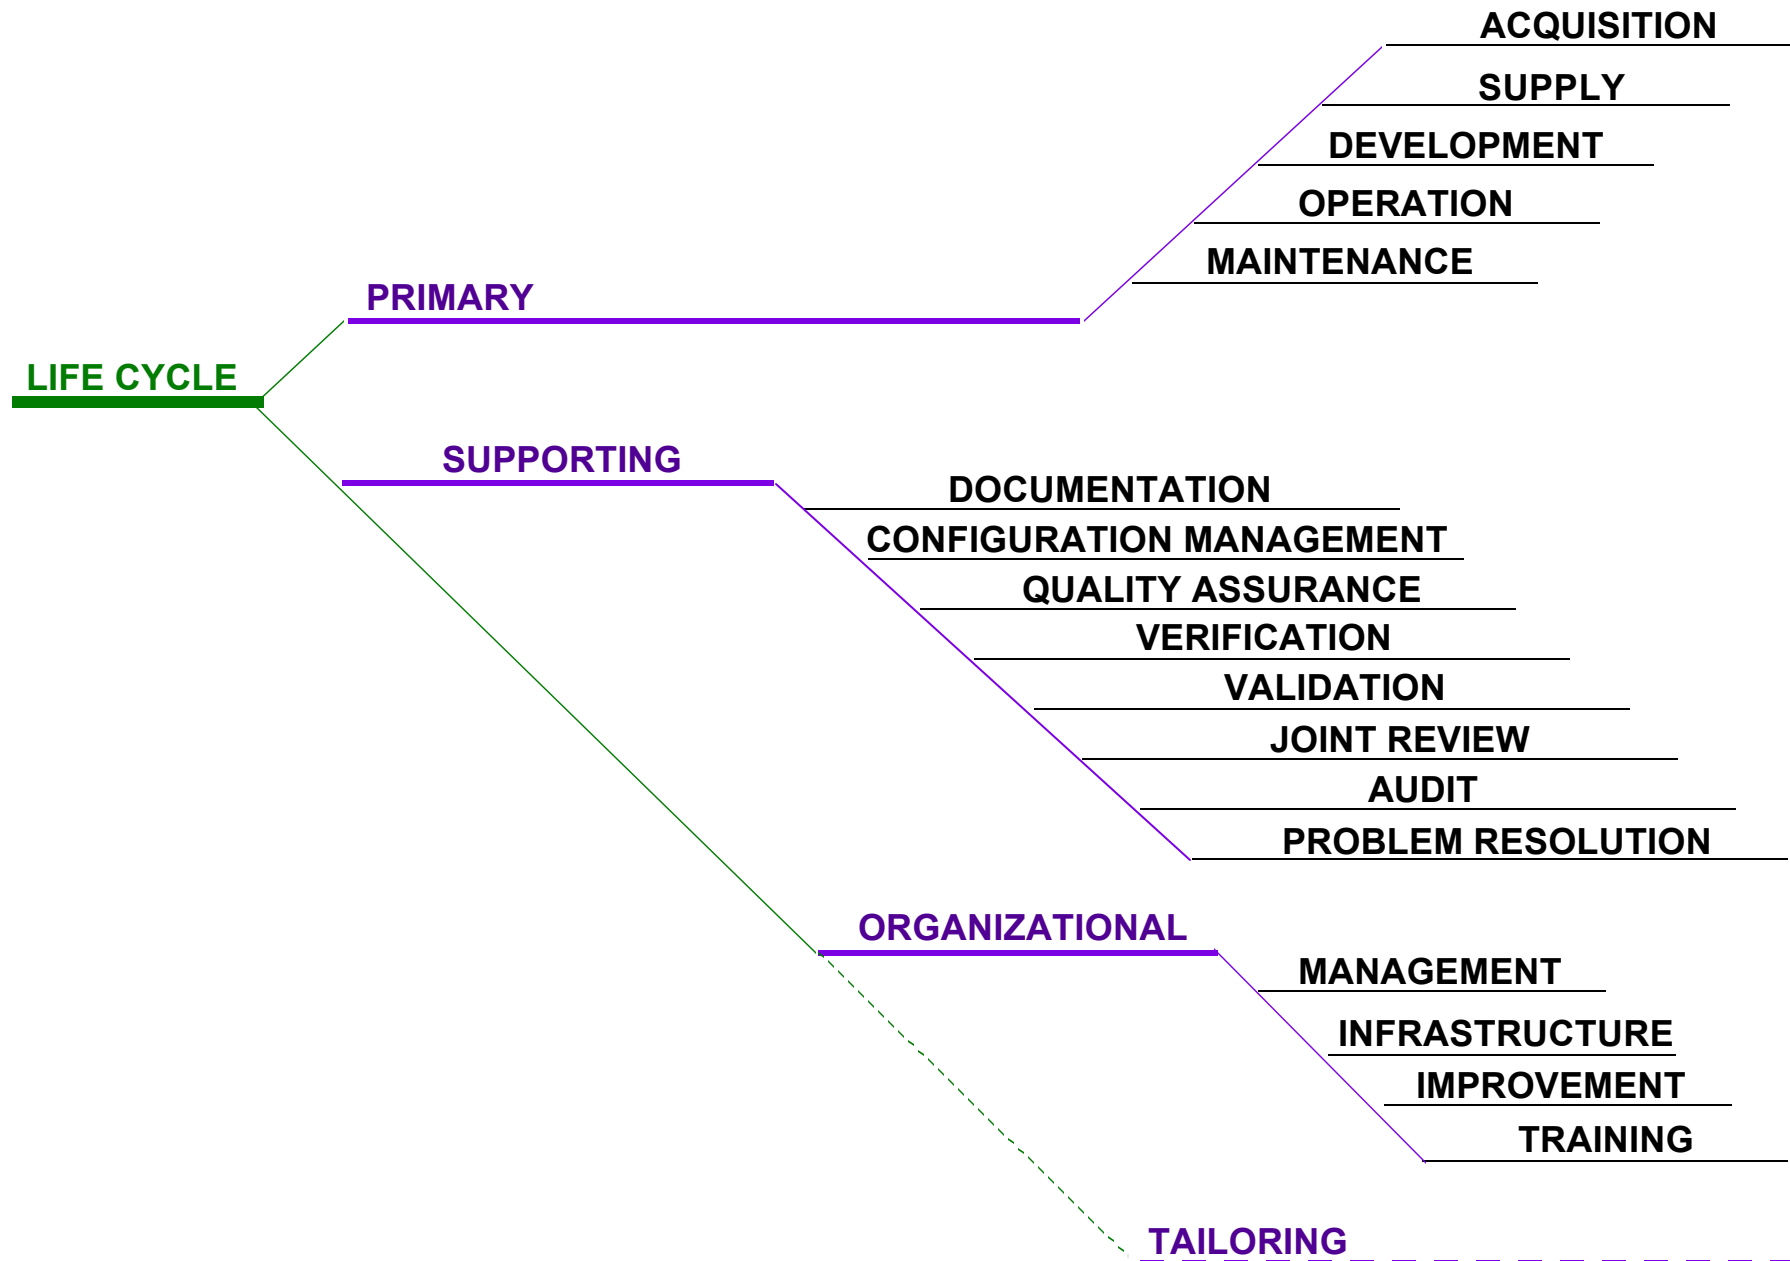 ACQUISITION
SUPPLY
DEVELOPMENT
OPERATION
MAINTENANCE
PRIMARY
LIFE CYCLE
SUPPORTING
DOCUMENTATION
CONFIGURATION MANAGEMENT
QUALITY ASSURANCE
VERIFICATION
VALIDATION
JOINT REVIEW
AUDIT
PROBLEM RESOLUTION
ORGANIZATIONAL
MANAGEMENT
INFRASTRUCTURE
IMPROVEMENT
TRAINING
TAILORING